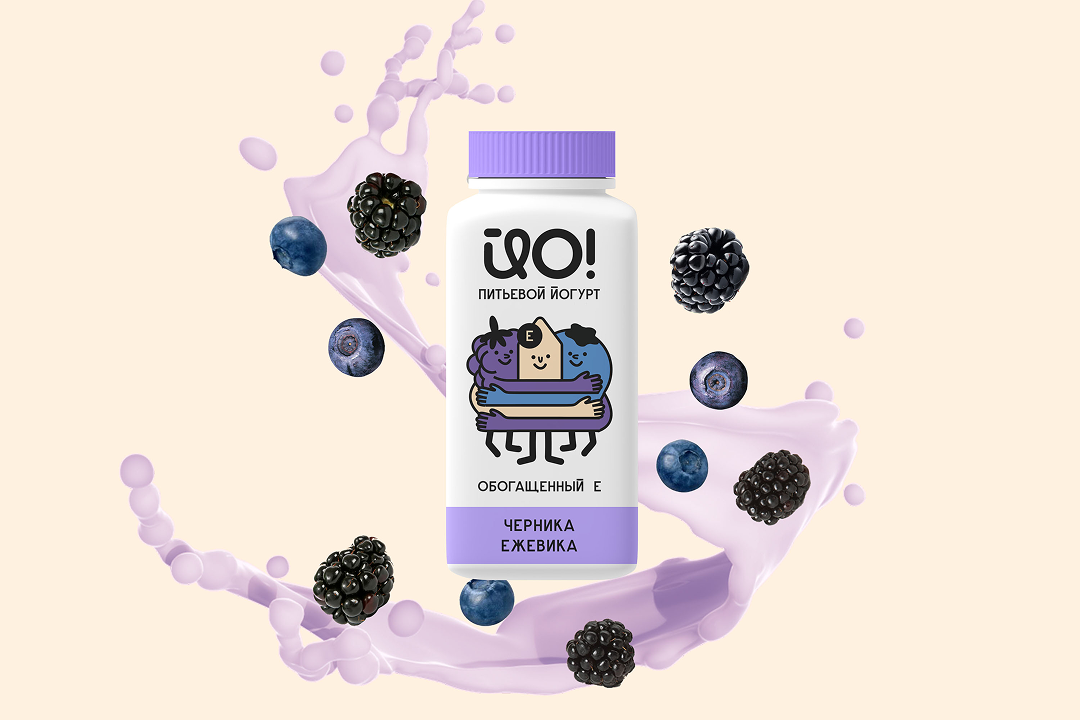 йО!
ПИТЬЕВОЙ ЙОГУРТ
E
ОБОГАЩЕННЫЙ E
ЧЕРНИКА
ЕЖЕВИКА